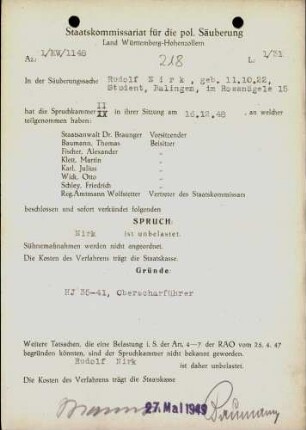 Staatskommissariat für die pol. Säuberung
Land Württemberg-Hohenzollern
Az: 1/KV/1148
218
L 1/31
In der Säuberungssache Rudolf Nirk, geb. 11.10.22,
Student, Balingen, im Rossnägele 15
hat die Spruchkammer II in ihrer Sitzung am 16.12.48, an welcher
teilgenommen haben:
Staatsanwalt Dr. Braunger Vorsitzender
Baumann, Thomas Beisitzer
Fischer, Alexander „
Klett, Martin „
Karl, Julius „
Wick, Otto „
Schley, Friedrich „
Reg.Amtmann Wolfstetter Vertreter des Staatskommissars
beschlossen und sofort verkündet folgenden
SPRUCH:
Nirk ist unbelastet.
Sühnemaßnahmen werden nicht angeordnet.
Die Kosten des Verfahrens trägt die Staatskasse.
Gründe:
HJ 35-41, Oberscharführer
Weitere Tatsachen, die eine Belastung i. S. der Art. 4–7 der RAO vom 25. 4. 47
begründen könnten, sind der Spruchkammer nicht bekannt geworden.
Rudolf Nirk ist daher unbelastet.
Die Kosten des Verfahrens trägt die Staatskasse
27. Mai 1949
Baumann